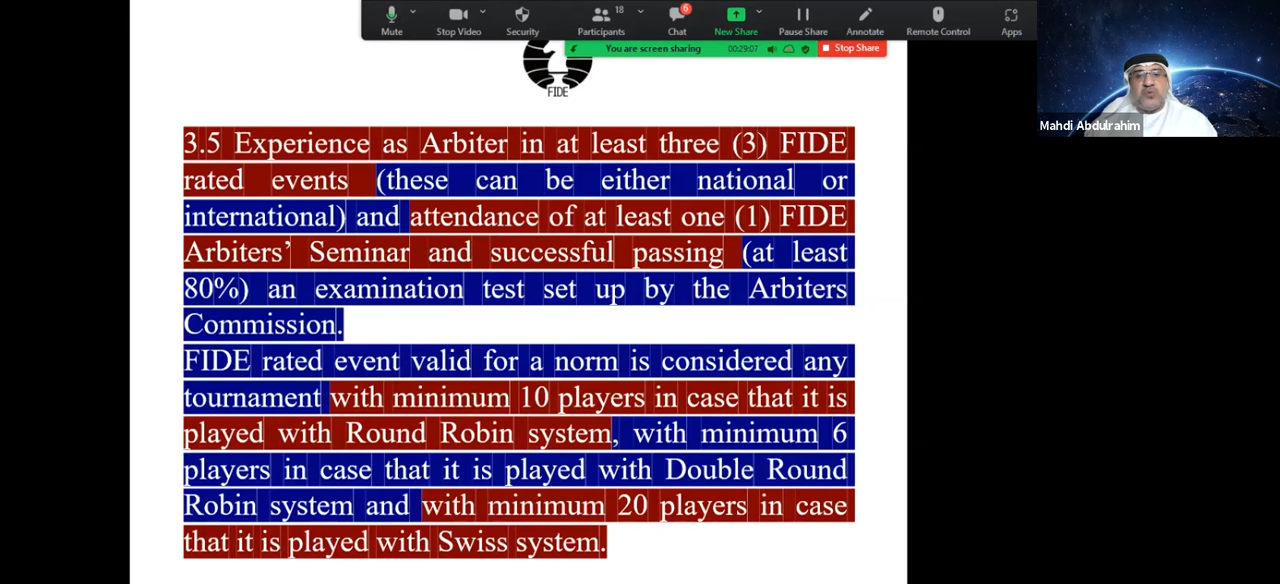 18
6
Mute
Stop Video
Security
Participants
Chat
New Share
Pause Share
Annotate
Remote Control
Apps
You are screen sharing
00:29:07
Stop Share
FIDE
Mahdi Abdulrahim
3.5 Experience as Arbiter in at least three (3) FIDE
rated events (these can be either national or
international) and attendance of at least one (1) FIDE
Arbiters’ Seminar and successful passing (at least
80%) an examination test set up by the Arbiters
Commission.
FIDE rated event valid for a norm is considered any
tournament with minimum 10 players in case that it is
played with Round Robin system, with minimum 6
players in case that it is played with Double Round
Robin system and with minimum 20 players in case
that it is played with Swiss system.